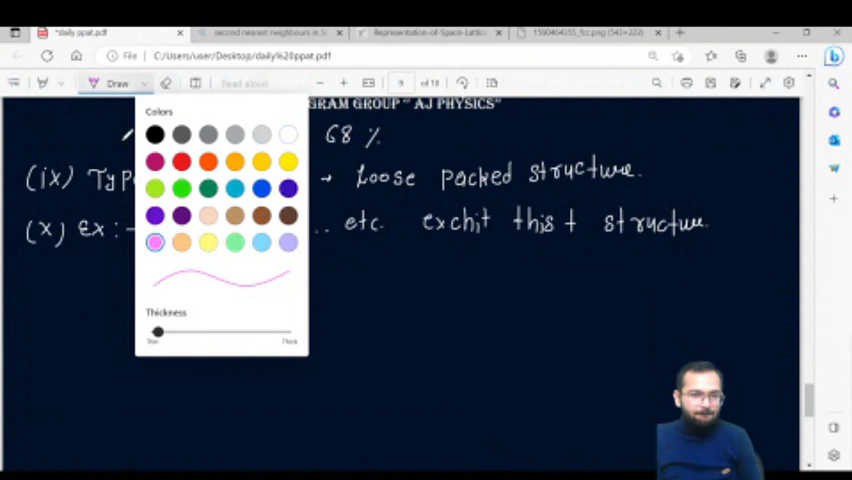 *daily ppat.pdf second nearest neighbours in S Representation-of-Space-Lattic 1590464355_fcc.png (543×222)
File C:/Users/user/Desktop/daily%20ppat.pdf
Draw Read aloud 9 of 18
GRAM GROUP “ AJ PHYSICS”
Colors
68 %
(ix) Typ → Loose packed structure.
(x) Ex :- .. etc. exchit this t structure.
Thickness
Thin Thick